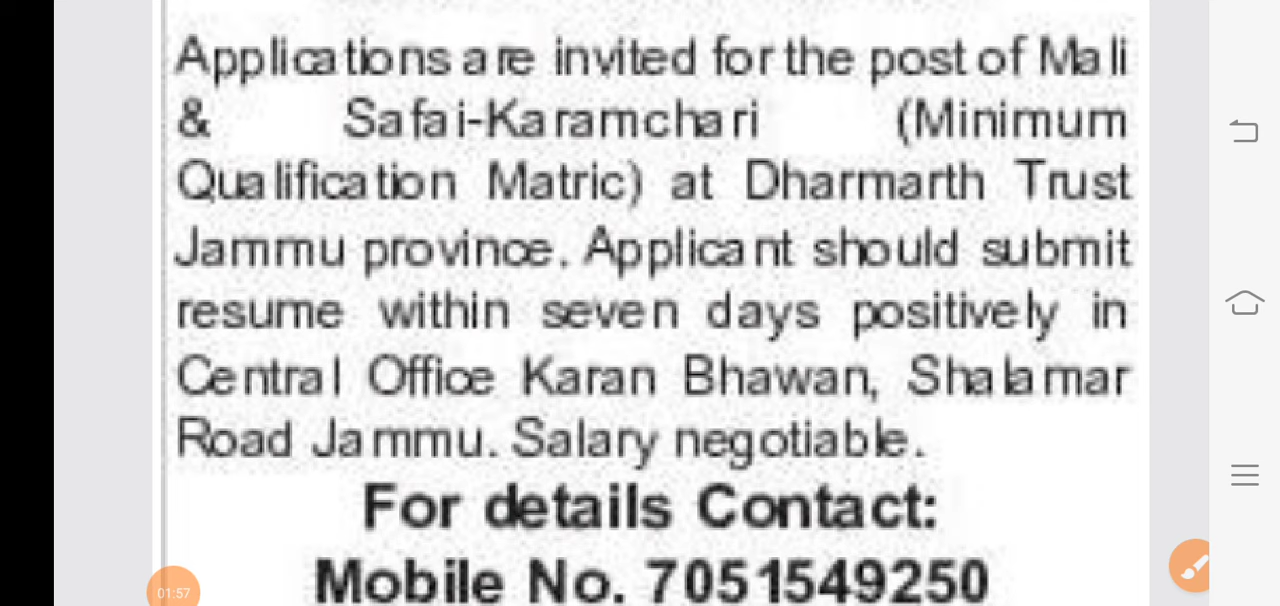 Applications are invited for the post of Mali
& Safai-Karamchari (Minimum
Qualification Matric) at Dharmarth Trust
Jammu province. Applicant should submit
resume within seven days positively in
Central Office Karan Bhawan, Shalamar
Road Jammu. Salary negotiable.
For details Contact:
Mobile No. 7051549250
01:57